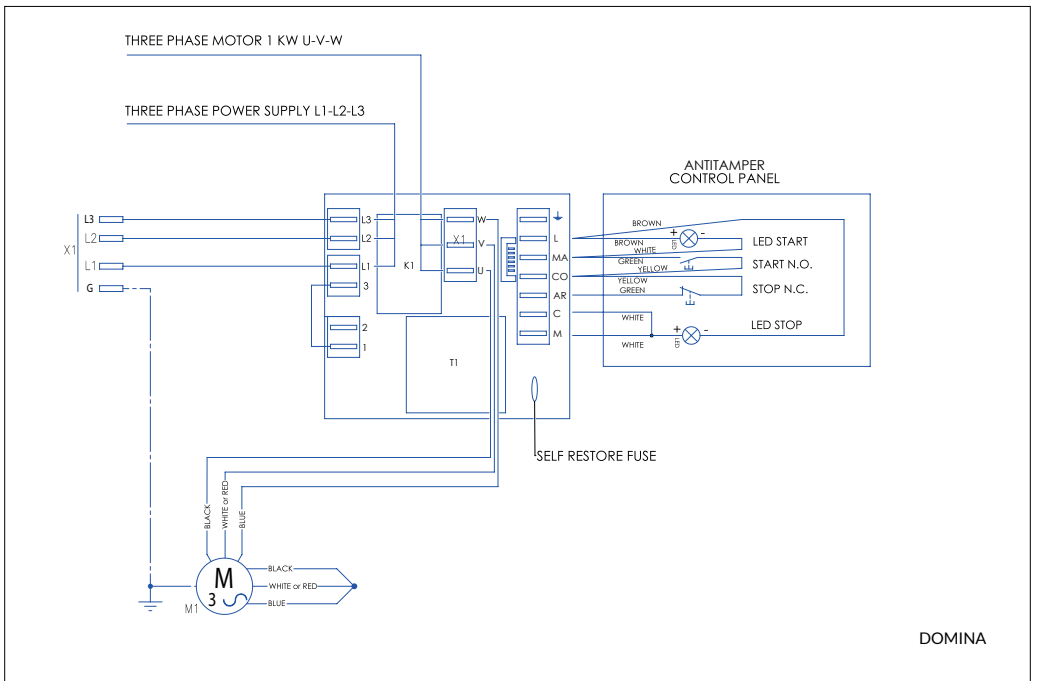 THREE PHASE MOTOR 1 KW U-V-W
THREE PHASE POWER SUPPLY L1-L2-L3
ANTITAMPER
CONTROL PANEL
X1
L3
L2
L1
G
L3
L2
L1
3
2
1
K1
X1
W
V
U
T1
L
MA
CO
AR
C
M
BROWN
BROWN
WHITE
GREEN
YELLOW
YELLOW
GREEN
WHITE
WHITE
+
-
LED
LED START
START N.O.
STOP N.C.
LED STOP
+
-
LED
SELF RESTORE FUSE
BLACK
WHITE or RED
BLUE
M
3
M1
BLACK
WHITE or RED
BLUE
DOMINA